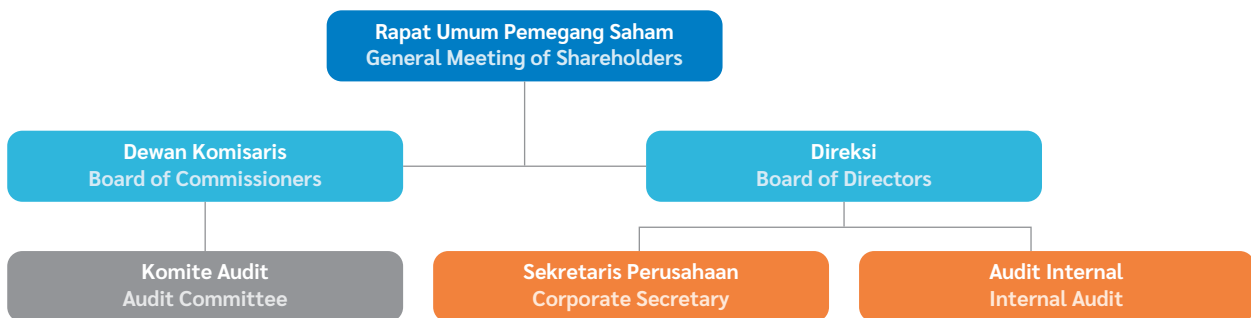 Rapat Umum Pemegang Saham
General Meeting of Shareholders
Dewan Komisaris
Board of Commissioners
Direksi
Board of Directors
Komite Audit
Audit Committee
Sekretaris Perusahaan
Corporate Secretary
Audit Internal
Internal Audit